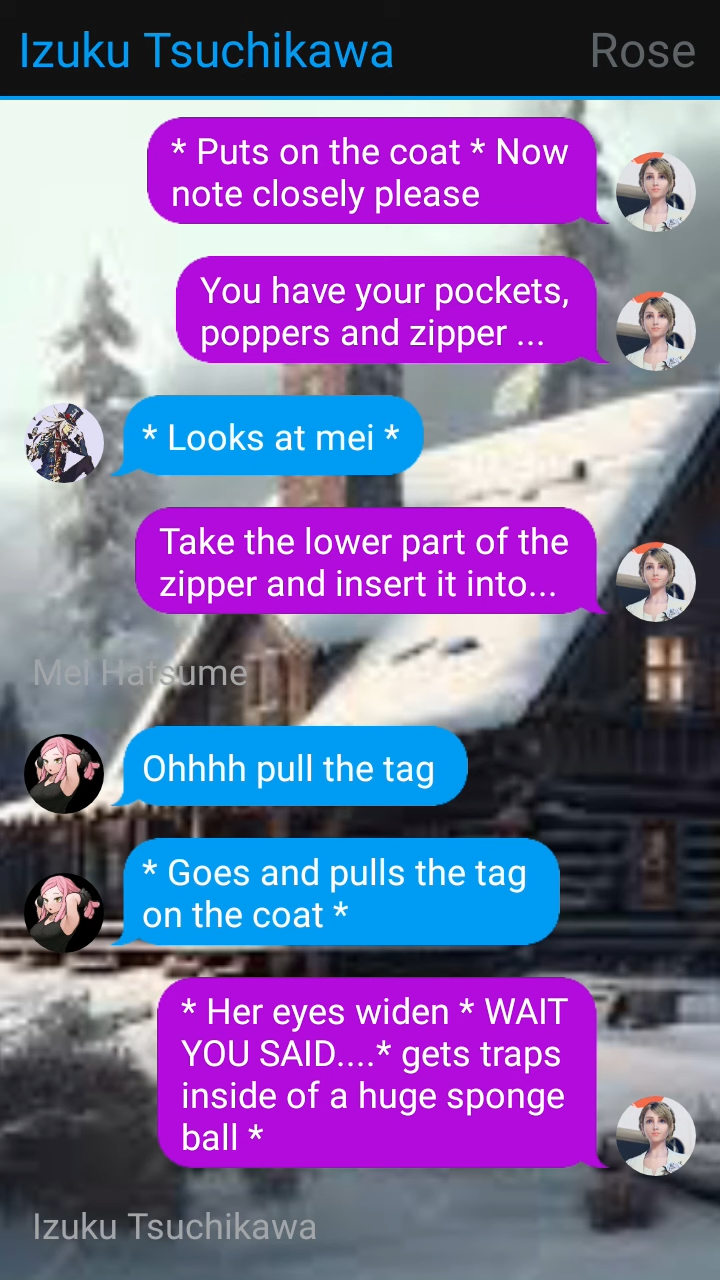 Izuku Tsuchikawa
Rose
* Puts on the coat * Now
note closely please
You have your pockets,
poppers and zipper ...
* Looks at mei *
Take the lower part of the
zipper and insert it into...
Mei Hatsume
Ohhhh pull the tag
* Goes and pulls the tag
on the coat *
* Her eyes widen * WAIT
YOU SAID....* gets traps
inside of a huge sponge
ball *
Izuku Tsuchikawa